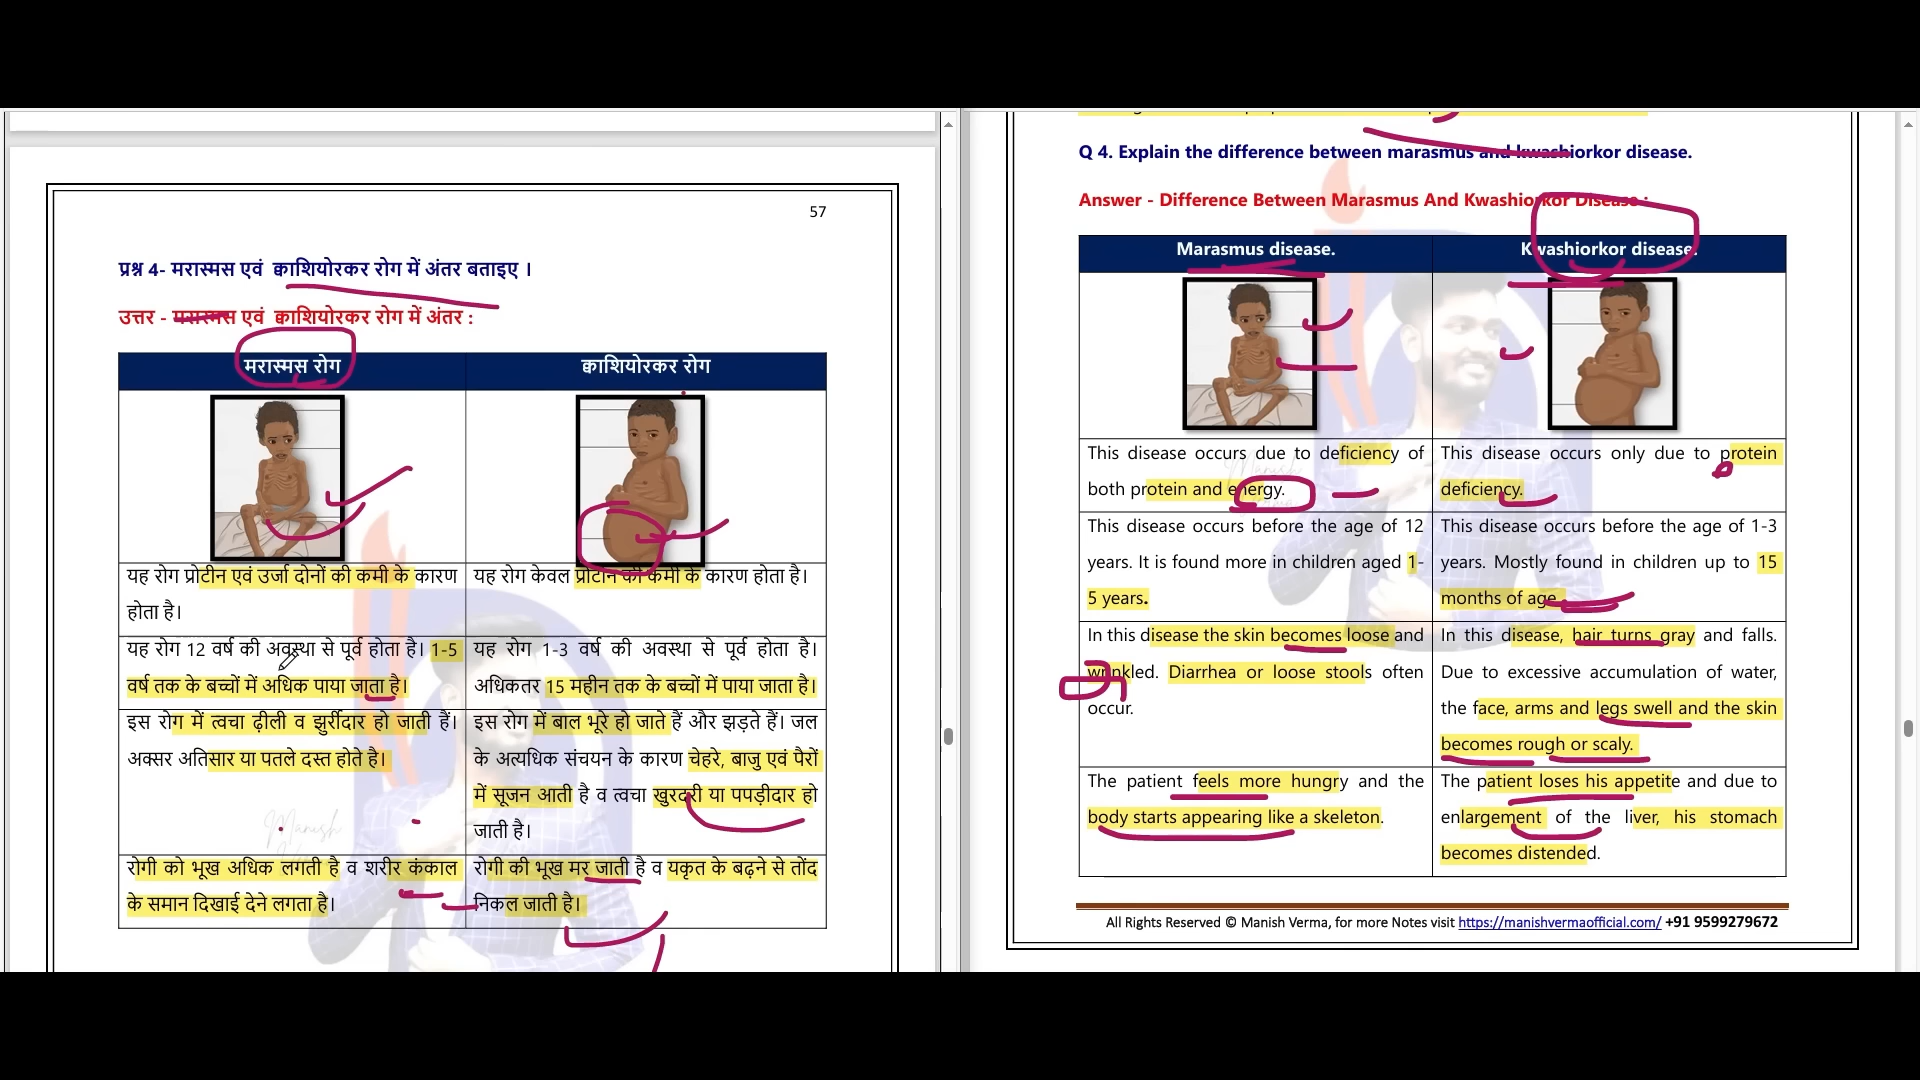 57
प्रश्न 4- मरास्मस एवं क्वाशियोरकर रोग में अंतर बताइए ।
उत्तर - मरास्मस एवं क्वाशियोरकर रोग में अंतर :
मरास्मस रोग
क्वाशियोरकर रोग
यह रोग प्रोटीन एवं उर्जा दोनों की कमी के कारण
होता है।
यह रोग केवल प्रोटीन की कमी के कारण होता है।
यह रोग 12 वर्ष की अवस्था से पूर्व होता है। 1-5
वर्ष तक के बच्चों में अधिक पाया जाता है।
यह रोग 1-3 वर्ष की अवस्था से पूर्व होता है।
अधिकतर 15 महीन तक के बच्चों में पाया जाता है।
इस रोग में त्वचा ढ़ीली व झुर्रीदार हो जाती हैं।
अक्सर अतिसार या पतले दस्त होते है।
इस रोग में बाल भूरे हो जाते हैं और झड़ते हैं। जल
के अत्यधिक संचयन के कारण चेहरे, बाजु एवं पैरों
में सूजन आती है व त्वचा खुरदरी या पपड़ीदार हो
जाती है।
रोगी को भूख अधिक लगती है व शरीर कंकाल
के समान दिखाई देने लगता है।
रोगी की भूख मर जाती है व यकृत के बढ़ने से तोंद
निकल जाती है।
Manish
Q 4. Explain the difference between marasmus and kwashiorkor disease.
Answer - Difference Between Marasmus And Kwashiorkor Disease :
Marasmus disease.
Kwashiorkor disease.
This disease occurs due to deficiency of
both protein and energy.
This disease occurs only due to protein
deficiency.
This disease occurs before the age of 12
years. It is found more in children aged 1-
5 years.
This disease occurs before the age of 1-3
years. Mostly found in children up to 15
months of age.
In this disease the skin becomes loose and
wrinkled. Diarrhea or loose stools often
occur.
In this disease, hair turns gray and falls.
Due to excessive accumulation of water,
the face, arms and legs swell and the skin
becomes rough or scaly.
The patient feels more hungry and the
body starts appearing like a skeleton.
The patient loses his appetite and due to
enlargement of the liver, his stomach
becomes distended.
All Rights Reserved © Manish Verma, for more Notes visit https://manishvermaofficial.com/ +91 9599279672